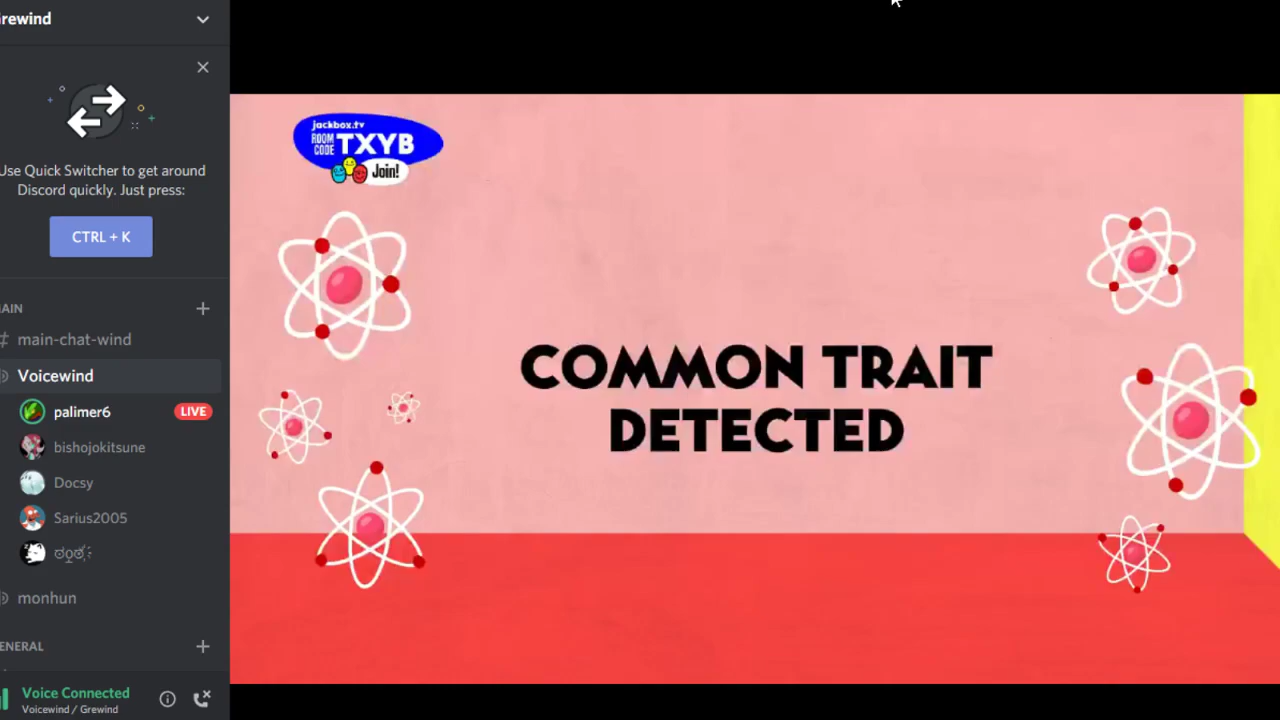 rewind
Use Quick Switcher to get around
Discord quickly. Just press:
CTRL + K
AIN
# main-chat-wind
Voicewind
palimer6 LIVE
bishojokitsune
Docsy
Sarius2005
monhun
ENERAL
Voice Connected
Voicewind / Grewind
jackbox.tv
ROOM CODE TXYB
Join!
COMMON TRAIT
DETECTED